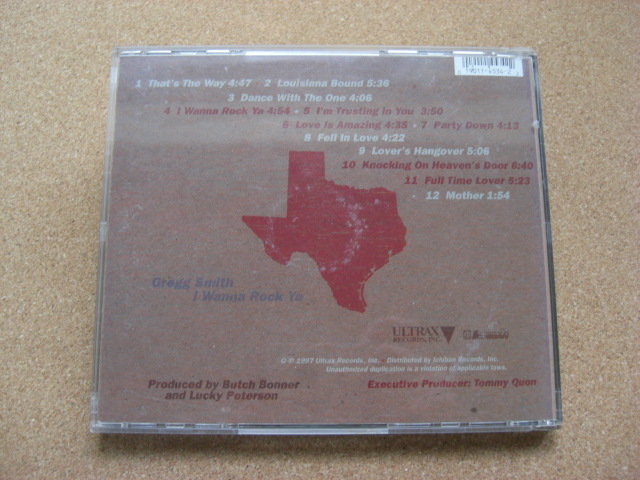 1 That's The Way 4:47 2 Louisiana Bound 5:36
3 Dance With The One 4:06
4 I Wanna Rock Ya 4:54 • 5 I'm Trusting In You 3:50
6 Love Is Amazing 4:35 • 7 Party Down 4:13
8 Fell In Love 4:22
9 Lover's Hangover 5:06
10 Knocking On Heaven's Door 6:40
11 Full Time Lover 5:23
12 Mother 1:54
Gregg Smith
I Wanna Rock Ya
ULTRAX
RECORDS, INC.
© ℗ 1997 Ultrax Records, Inc. Distributed by Ichiban Records, Inc.
Unauthorized duplication is a violation of applicable laws.
Produced by Butch Bonner
and Lucky Peterson
Executive Producer: Tommy Quon